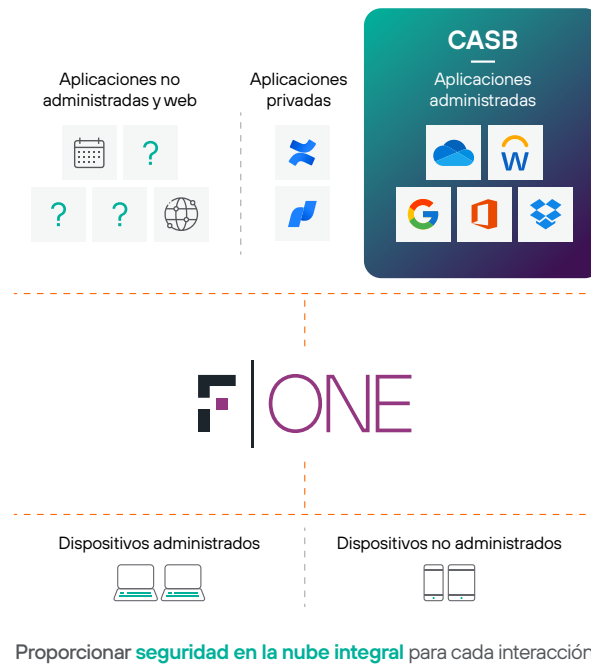 CASB
Aplicaciones no
administradas y web
Aplicaciones
privadas
Aplicaciones
administradas
?
W
? ?
G
F|ONE
Dispositivos administrados
Dispositivos no administrados
Proporcionar seguridad en la nube integral para cada interacción